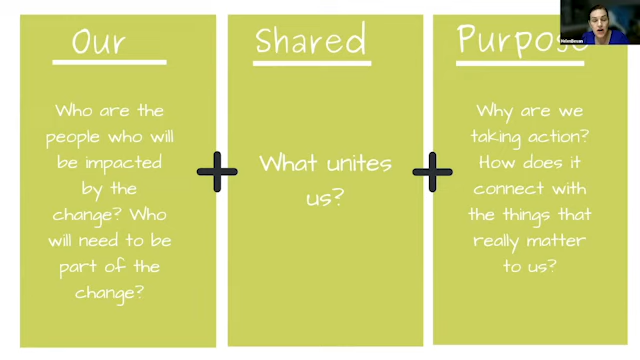 Our
Who are the
people who will
be impacted
by the
change? Who
will need to be
part of the
change?
+
Shared
What unites
us?
+
Purpose
Why are we
taking action?
How does it
connect with
the things that
really matter
to us?
HelenBevan